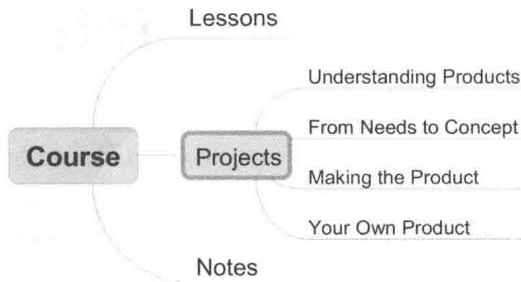 Lessons
Understanding Products
From Needs to Concept
Course
Projects
Making the Product
Your Own Product
Notes